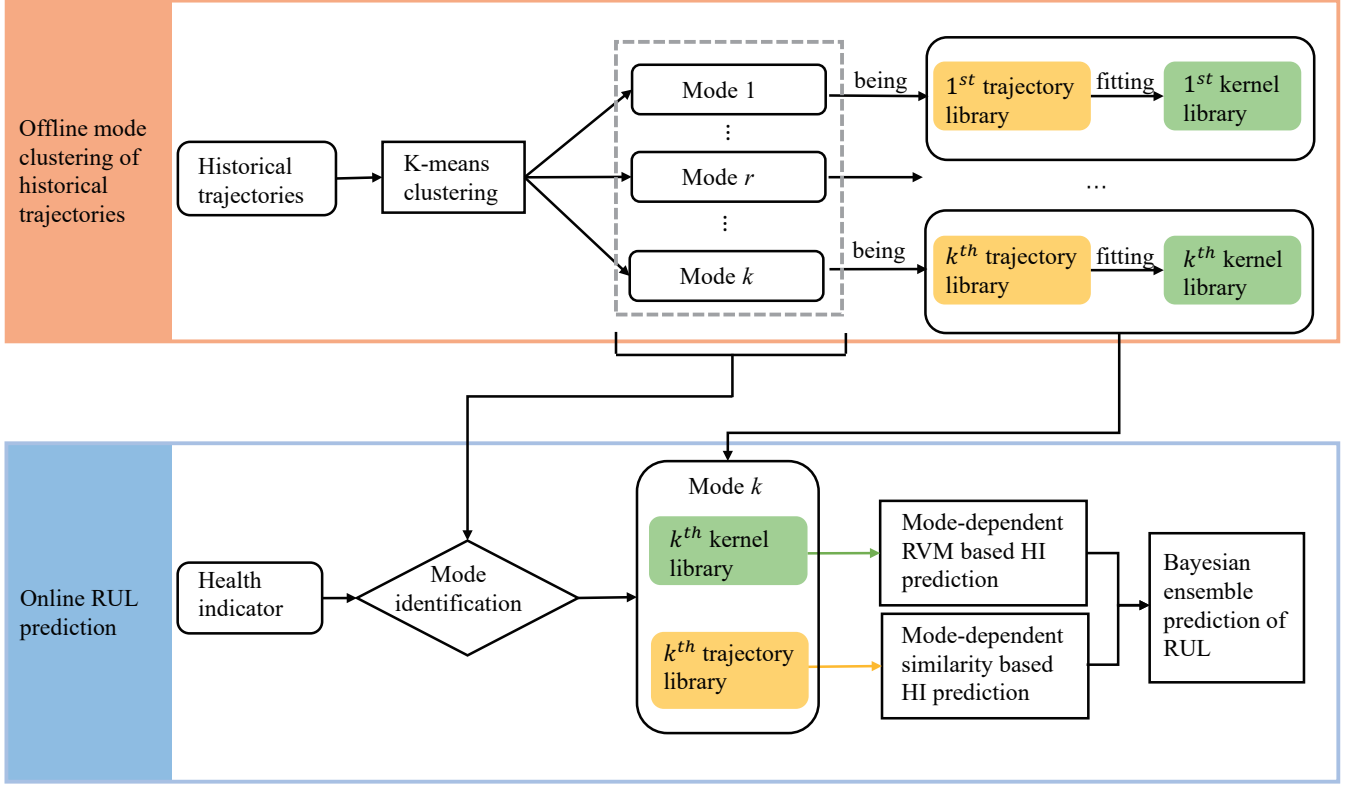 Offline mode
clustering of
historical
trajectories
Historical
trajectories
K-means
clustering
Mode 1
⋮
Mode r
⋮
Mode k
being
1st trajectory
library
fitting
1st kernel
library
...
being
kth trajectory
library
fitting
kth kernel
library
Online RUL
prediction
Health
indicator
Mode
identification
Mode k
kth kernel
library
kth trajectory
library
Mode-dependent
RVM based HI
prediction
Mode-dependent
similarity based
HI prediction
Bayesian
ensemble
prediction of
RUL